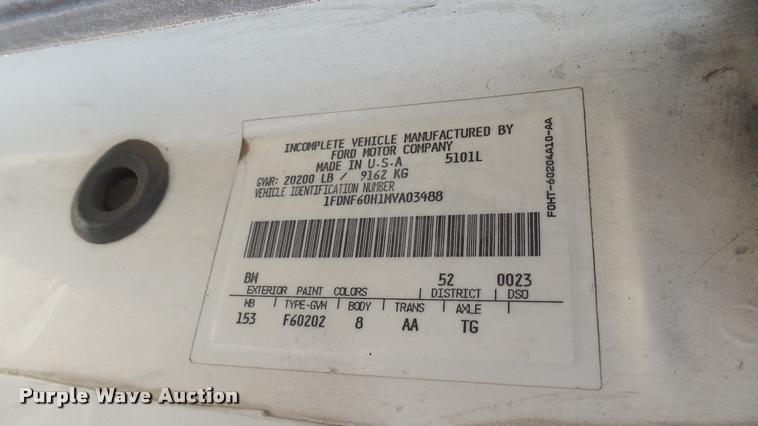 INCOMPLETE VEHICLE MANUFACTURED BY
FORD MOTOR COMPANY
MADE IN U.S.A 5101L
GVWR: 20200 LB / 9162 KG
VEHICLE IDENTIFICATION NUMBER
1FDNF60H1MVA03488
F0HT-60204A10-AA
BN 52 0023
EXTERIOR PAINT COLORS DISTRICT DSO
WB TYPE-GVW BODY TRANS AXLE
153 F60202 8 AA TG
Purple Wave Auction